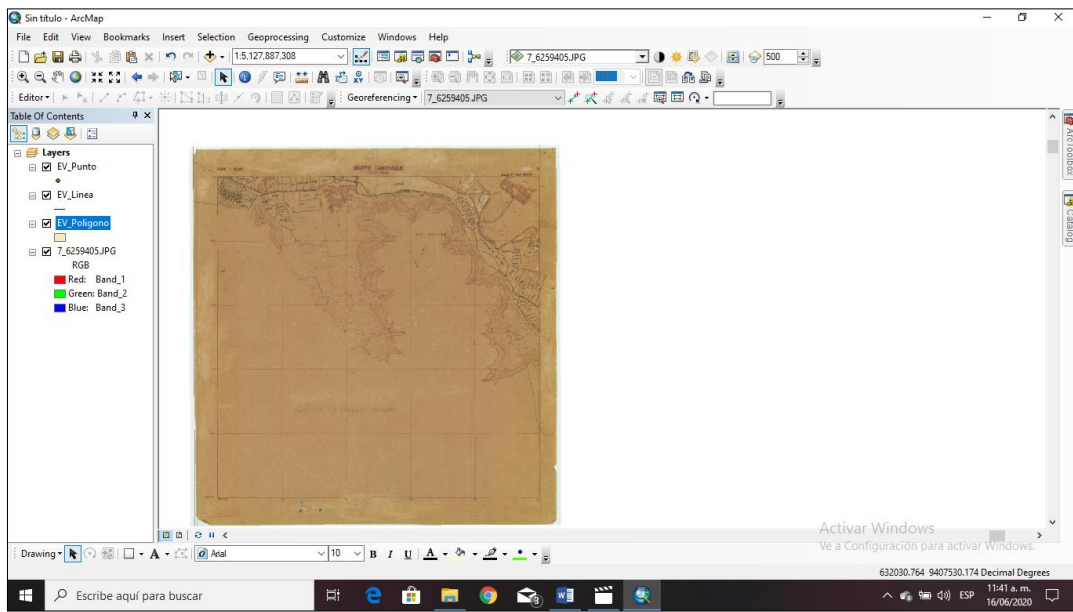 Sin título - ArcMap
File Edit View Bookmarks Insert Selection Geoprocessing Customize Windows Help
1:5,127,887,308
7_6259405.JPG
500
100%
Editor
Georeferencing
7_6259405.JPG
Table Of Contents
Layers
EV_Punto
EV_Linea
EV_Poligono
7_6259405.JPG
RGB
Red: Band_1
Green: Band_2
Blue: Band_3
ArcToolbox
Catalog
Activar Windows
Ve a Configuración para activar Windows.
Drawing
A
Arial
10
B I U A
632030.764 9407530.174 Decimal Degrees
Escribe aquí para buscar
ESP
11:41 a. m.
16/06/2020